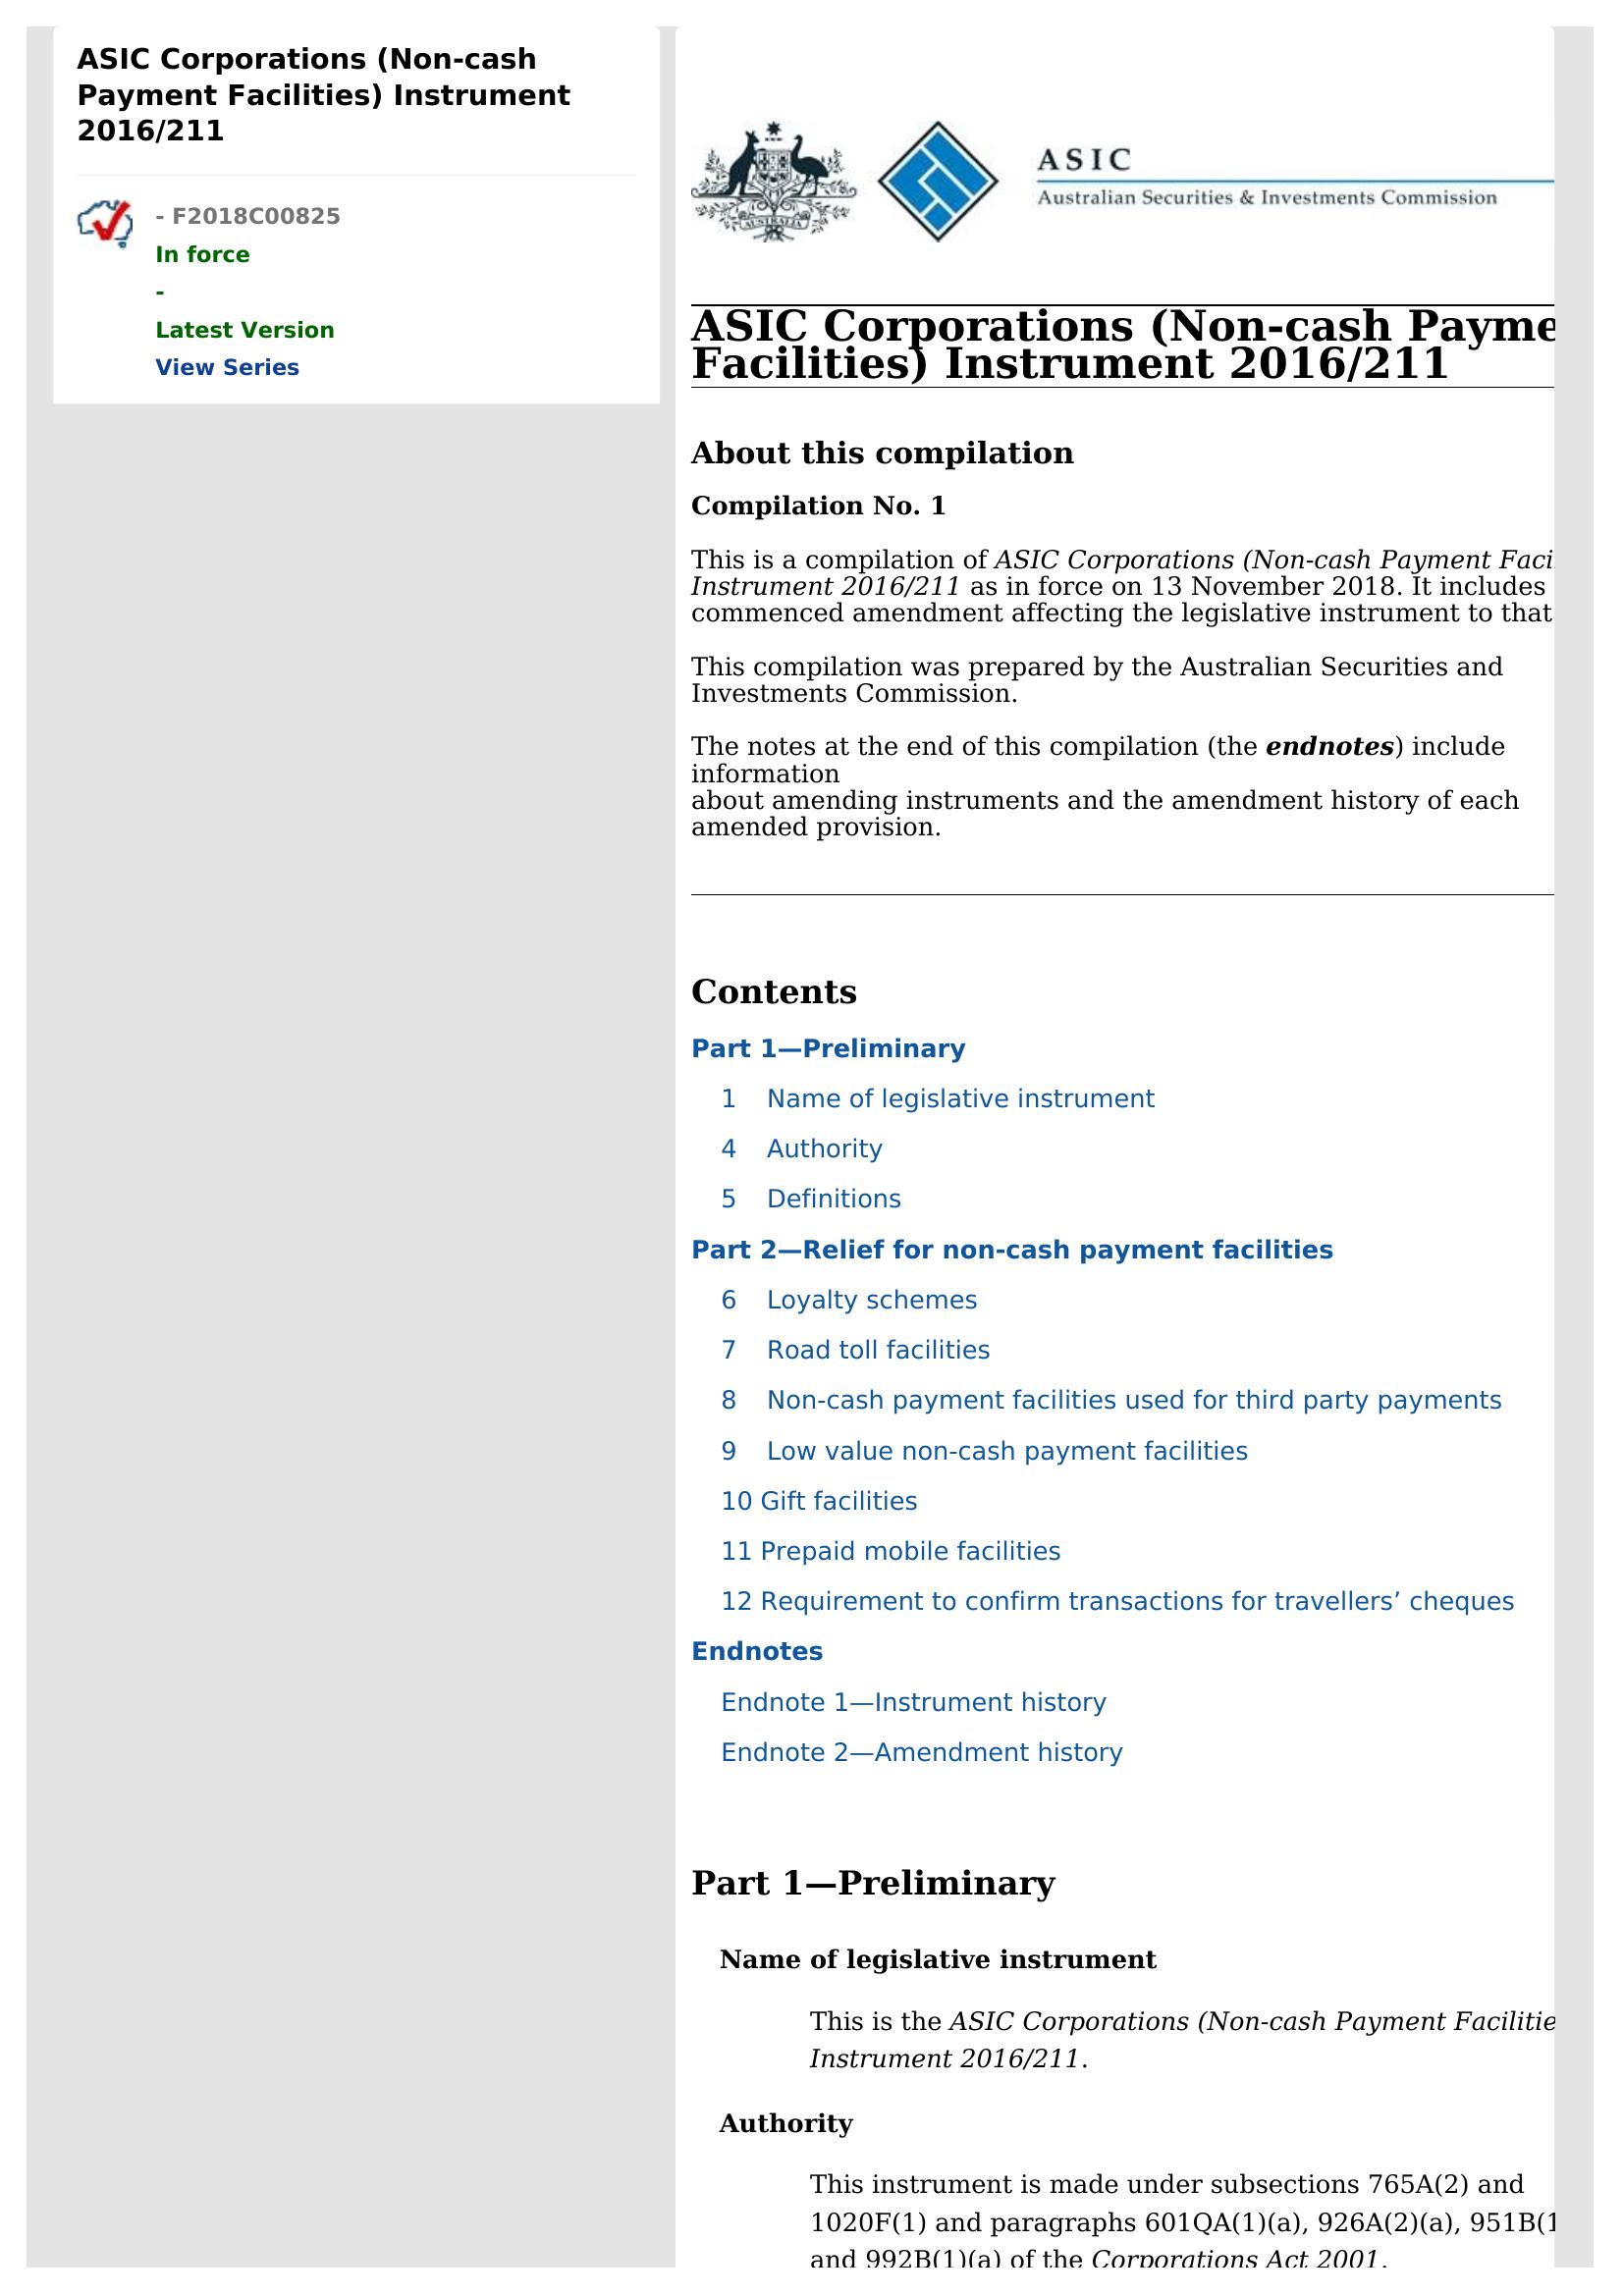 ASIC Corporations (Non-cash
Payment Facilities) Instrument
2016/211
- F2018C00825
In force
-
Latest Version
View Series
AUSTRALIA
ASIC
Australian Securities & Investments Commission
ASIC Corporations (Non-cash Payme
Facilities) Instrument 2016/211
About this compilation
Compilation No. 1
This is a compilation of ASIC Corporations (Non-cash Payment Faci
Instrument 2016/211 as in force on 13 November 2018. It includes
commenced amendment affecting the legislative instrument to that
This compilation was prepared by the Australian Securities and
Investments Commission.
The notes at the end of this compilation (the endnotes) include
information
about amending instruments and the amendment history of each
amended provision.
Contents
Part 1—Preliminary
1 Name of legislative instrument
4 Authority
5 Definitions
Part 2—Relief for non-cash payment facilities
6 Loyalty schemes
7 Road toll facilities
8 Non-cash payment facilities used for third party payments
9 Low value non-cash payment facilities
10 Gift facilities
11 Prepaid mobile facilities
12 Requirement to confirm transactions for travellers’ cheques
Endnotes
Endnote 1—Instrument history
Endnote 2—Amendment history
Part 1—Preliminary
Name of legislative instrument
This is the ASIC Corporations (Non-cash Payment Facilitie
Instrument 2016/211.
Authority
This instrument is made under subsections 765A(2) and
1020F(1) and paragraphs 601QA(1)(a), 926A(2)(a), 951B(1
and 992B(1)(a) of the Corporations Act 2001.